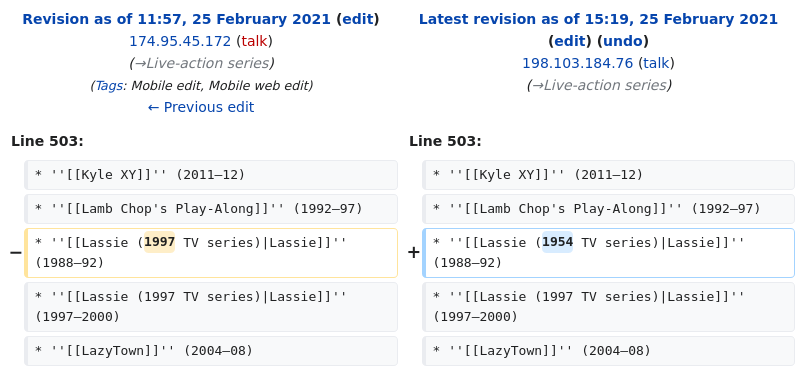 Revision as of 11:57, 25 February 2021 (edit)
174.95.45.172 (talk)
(→Live-action series)
(Tags: Mobile edit, Mobile web edit)
← Previous edit
Latest revision as of 15:19, 25 February 2021
(edit) (undo)
198.103.184.76 (talk)
(→Live-action series)
Line 503:
* ''[[Kyle XY]]'' (2011–12)
* ''[[Lamb Chop's Play-Along]]'' (1992–97)
− * ''[[Lassie (1997 TV series)|Lassie]]''
(1988–92)
* ''[[Lassie (1997 TV series)|Lassie]]''
(1997–2000)
* ''[[LazyTown]]'' (2004–08)
Line 503:
* ''[[Kyle XY]]'' (2011–12)
* ''[[Lamb Chop's Play-Along]]'' (1992–97)
+ * ''[[Lassie (1954 TV series)|Lassie]]''
(1988–92)
* ''[[Lassie (1997 TV series)|Lassie]]''
(1997–2000)
* ''[[LazyTown]]'' (2004–08)